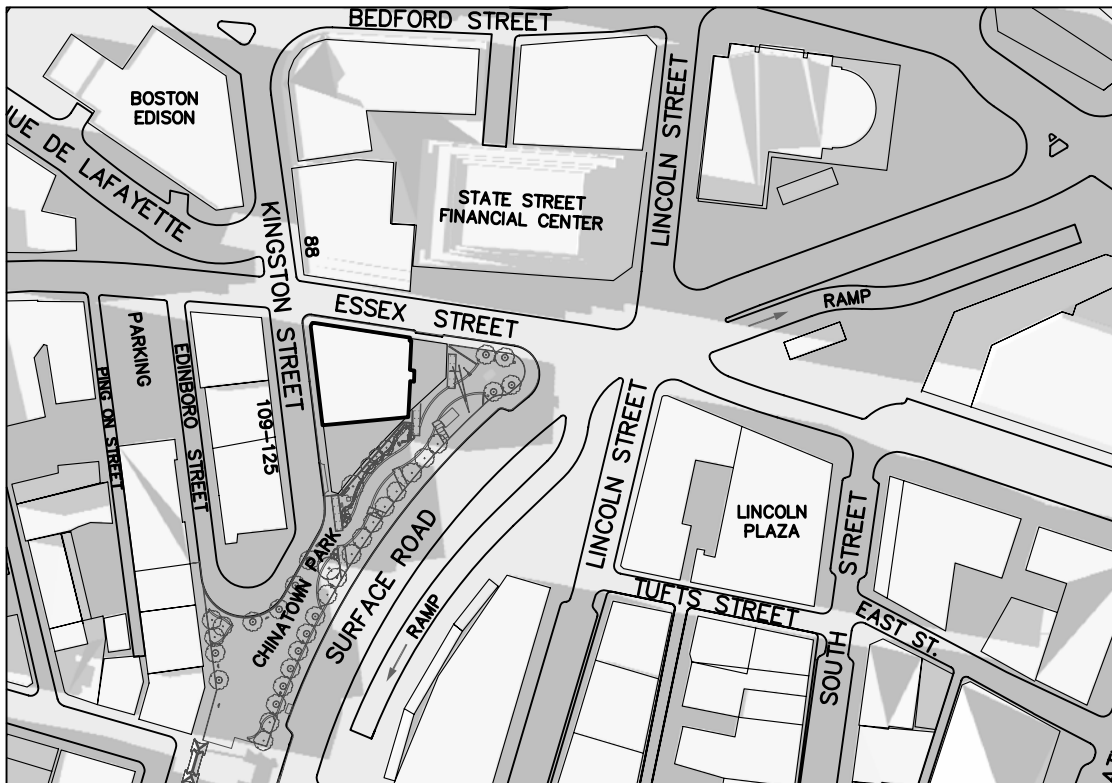 BEDFORD STREET
BOSTON
EDISON
UE DE LAFAYETTE
LINCOLN STREET
STATE STREET
FINANCIAL CENTER
KINGSTON STREET
88
ESSEX STREET
RAMP
PARKING
PING ON STREET
EDINBORO STREET
109-125
LINCOLN STREET
LINCOLN
PLAZA
STREET
SOUTH
CHINATOWN PARK
SURFACE ROAD
RAMP
TUFTS STREET
EAST ST.